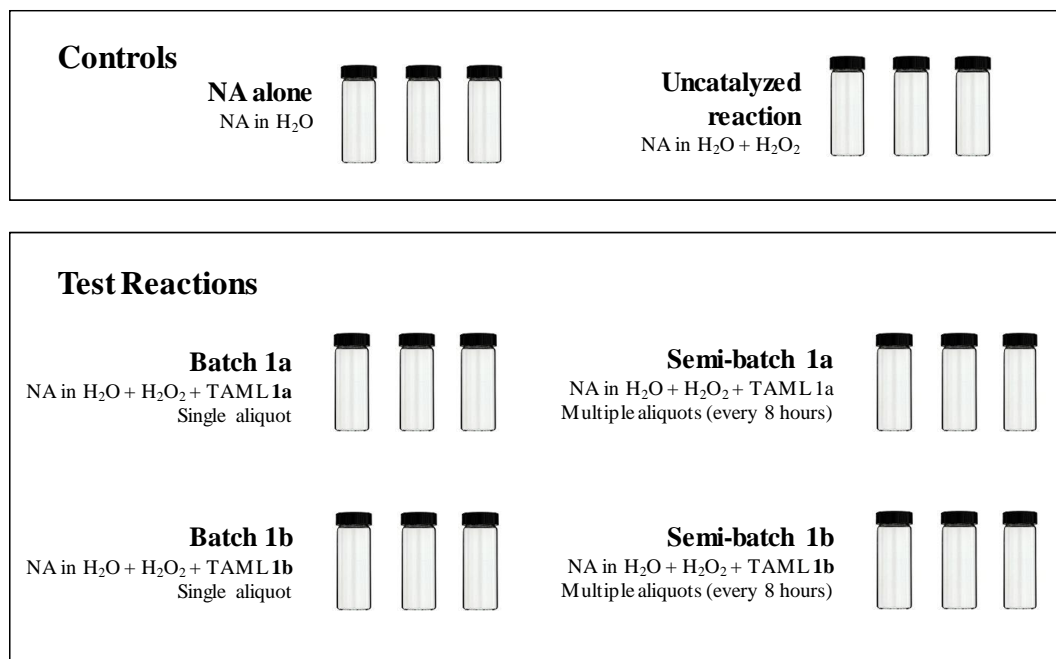 Controls
NA alone
NA in H₂O
Uncatalyzed
reaction
NA in H₂O + H₂O₂
Test Reactions
Batch 1a
NA in H₂O + H₂O₂ + TAML 1a
Single aliquot
Semi-batch 1a
NA in H₂O + H₂O₂ + TAML 1a
Multiple aliquots (every 8 hours)
Batch 1b
NA in H₂O + H₂O₂ + TAML 1b
Single aliquot
Semi-batch 1b
NA in H₂O + H₂O₂ + TAML 1b
Multiple aliquots (every 8 hours)